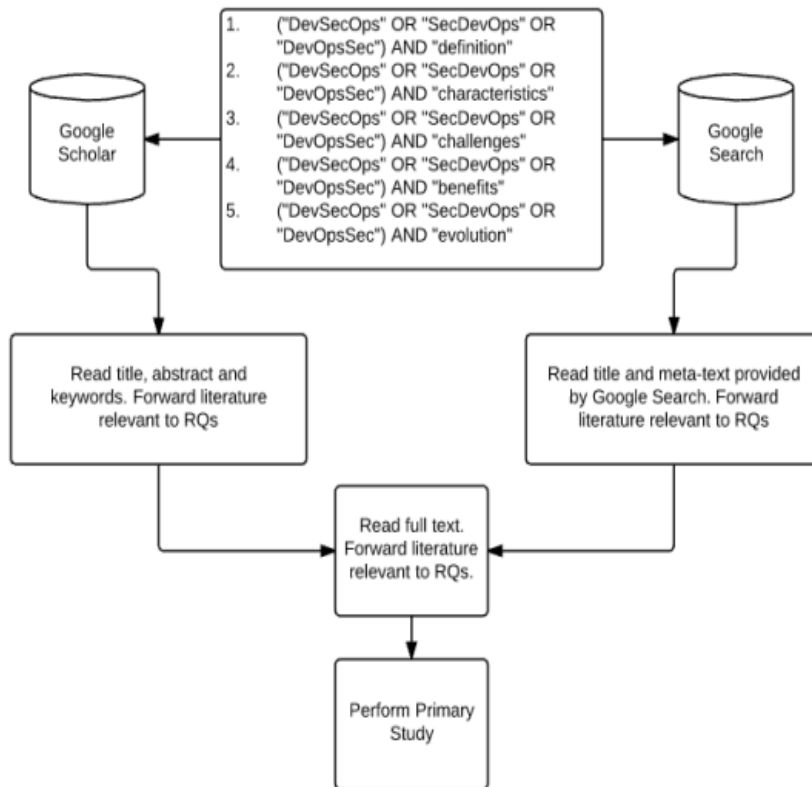 1. ("DevSecOps" OR "SecDevOps" OR
"DevOpsSec") AND "definition"
2. ("DevSecOps" OR "SecDevOps" OR
"DevOpsSec") AND "characteristics"
3. ("DevSecOps" OR "SecDevOps" OR
"DevOpsSec") AND "challenges"
4. ("DevSecOps" OR "SecDevOps" OR
"DevOpsSec") AND "benefits"
5. ("DevSecOps" OR "SecDevOps" OR
"DevOpsSec") AND "evolution"
Google
Scholar
Google
Search
Read title, abstract and
keywords. Forward literature
relevant to RQs
Read title and meta-text provided
by Google Search. Forward
literature relevant to RQs
Read full text.
Forward literature
relevant to RQs.
Perform Primary
Study